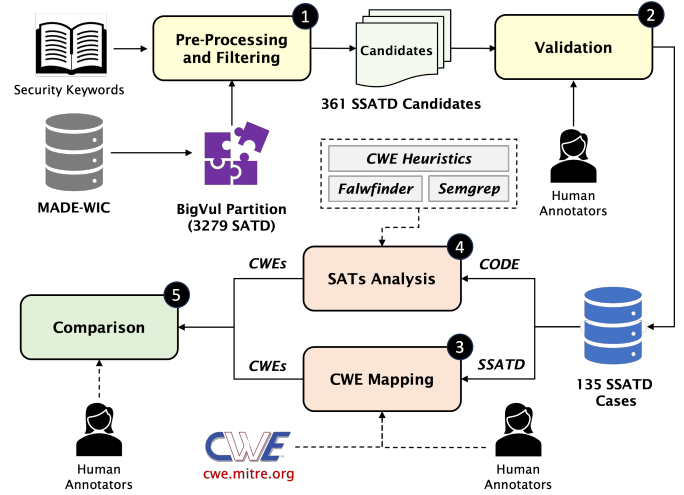 1
Pre-Processing
and Filtering
Security Keywords
Candidates
361 SSATD Candidates
2
Validation
MADE-WIC
BigVul Partition
(3279 SATD)
CWE Heuristics
Falwfinder
Semgrep
Human
Annotators
4
SATs Analysis
CWEs
CODE
5
Comparison
3
CWE Mapping
CWEs
SSATD
135 SSATD
Cases
Human
Annotators
CWE
cwe.mitre.org
Human
Annotators